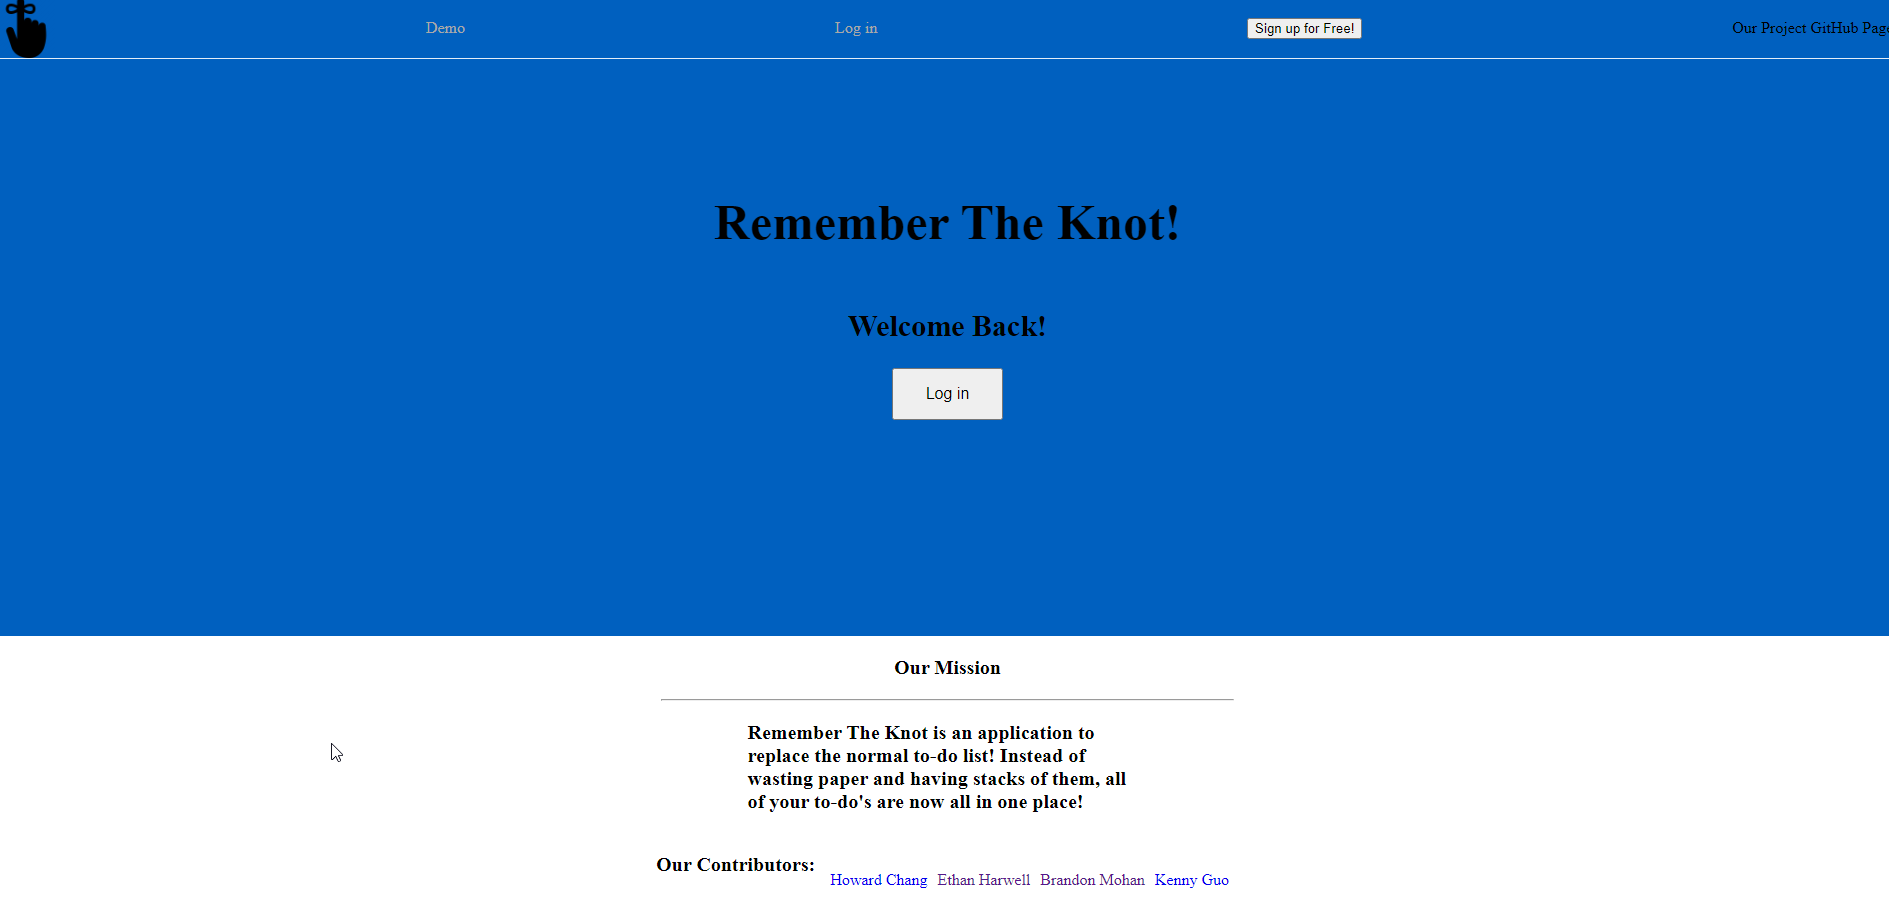 Demo
Log in
Sign up for Free!
Our Project GitHub Page
Remember The Knot!
Welcome Back!
Log in
Our Mission
Remember The Knot is an application to
replace the normal to-do list! Instead of
wasting paper and having stacks of them, all
of your to-do's are now all in one place!
Our Contributors:
Howard Chang Ethan Harwell Brandon Mohan Kenny Guo